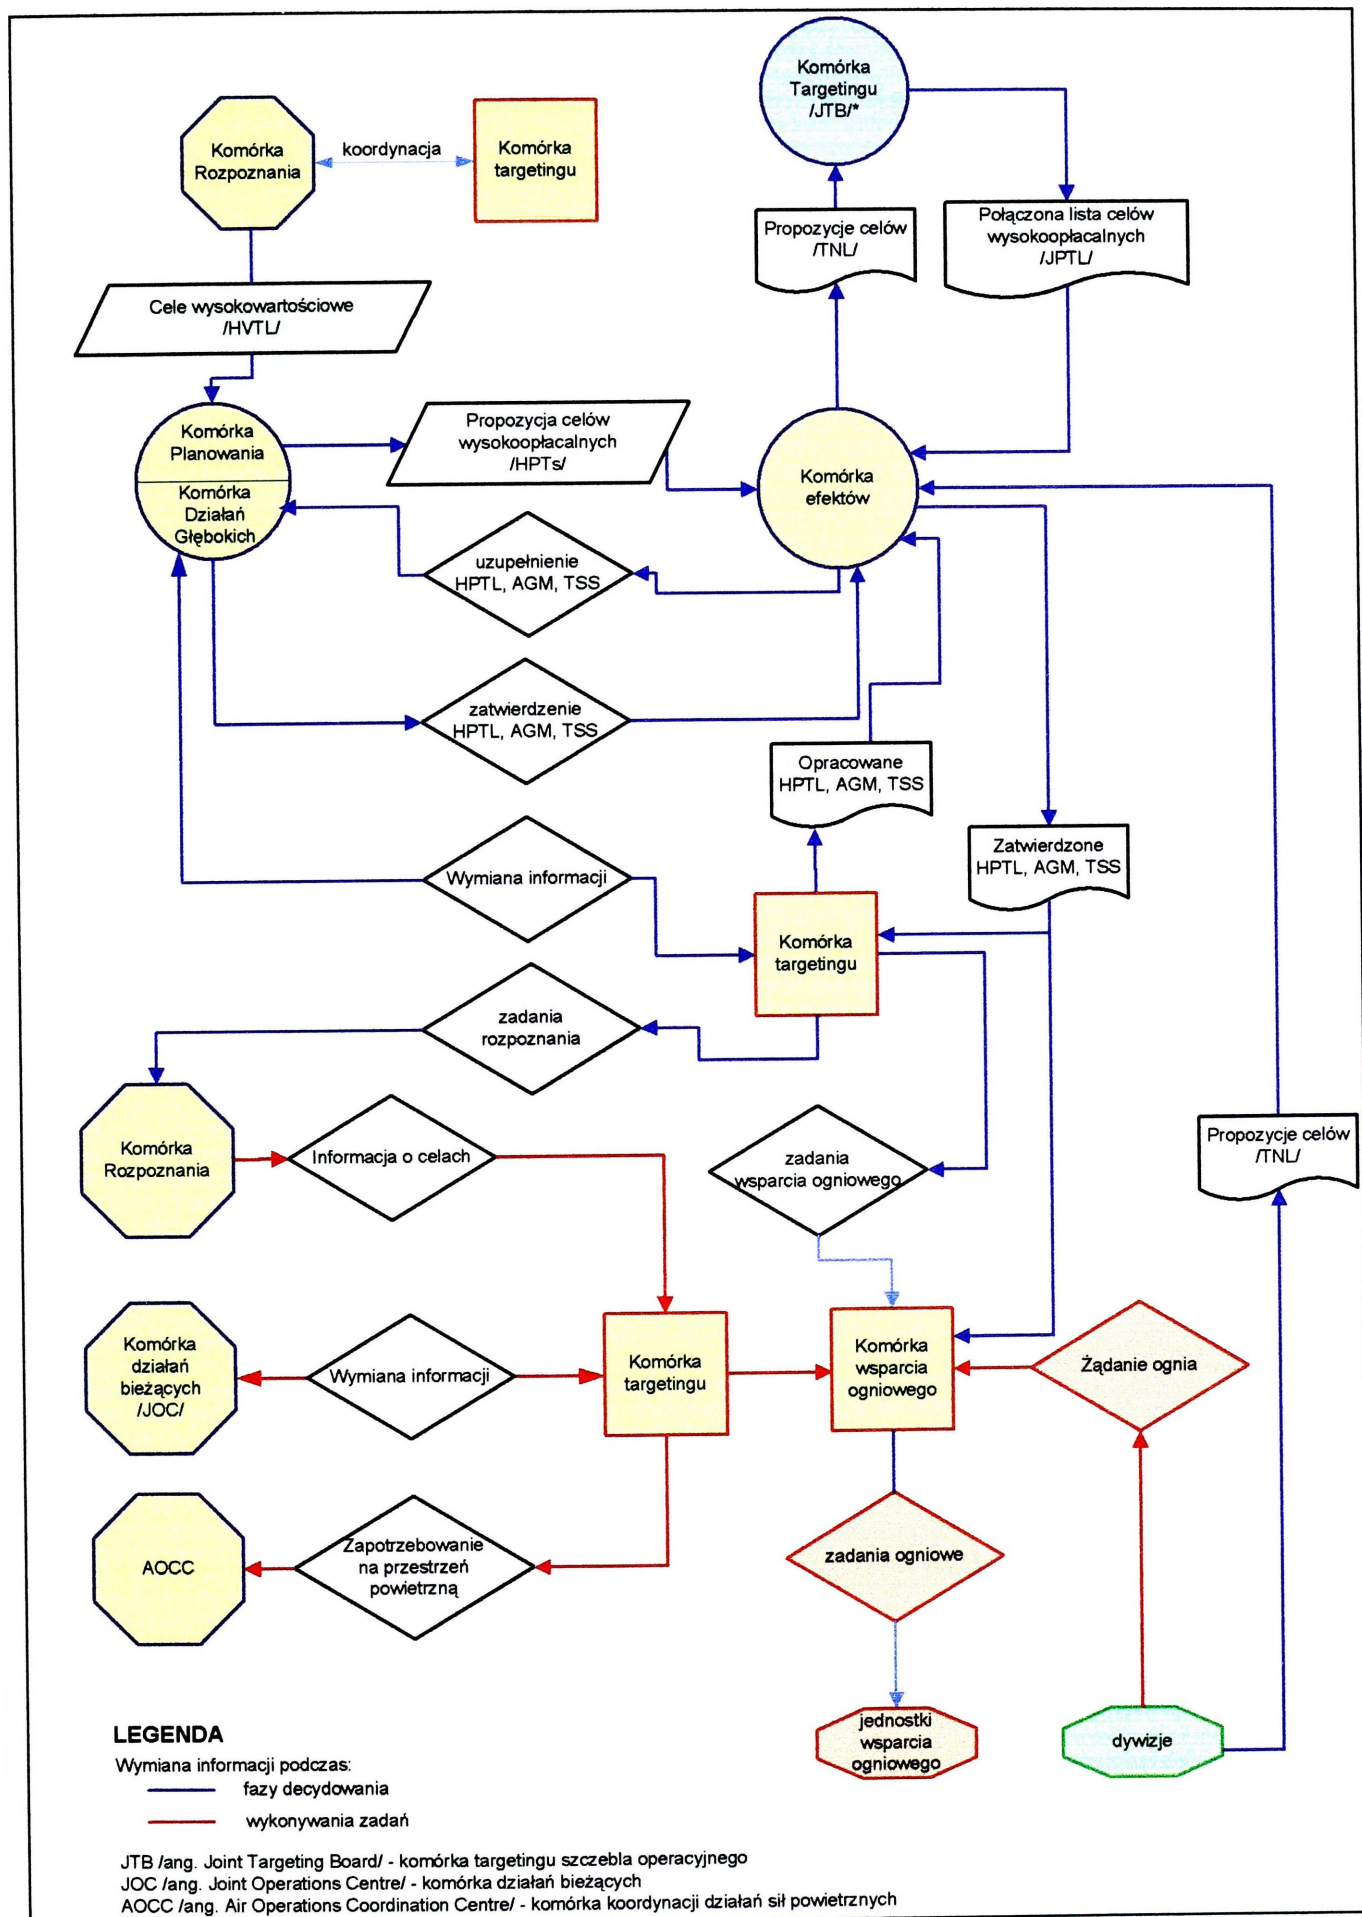 Komórka
Targetingu
/JTB/*
Komórka
Rozpoznania
koordynacja
Komórka
targetingu
Propozycje celów
/TNL/
Połączona lista celów
wysokoopłacalnych
/JPTL/
Cele wysokowartościowe
/HVTL/
Komórka
Planowania
Komórka
Działań
Głębokich
Propozycja celów
wysokoopłacalnych
/HPTs/
Komórka
efektów
uzupełnienie
HPTL, AGM, TSS
zatwierdzenie
HPTL, AGM, TSS
Opracowane
HPTL, AGM, TSS
Zatwierdzone
HPTL, AGM, TSS
Wymiana informacji
Komórka
targetingu
zadania
rozpoznania
Komórka
Rozpoznania
Informacja o celach
zadania
wsparcia ogniowego
Propozycje celów
/TNL/
Komórka
działań
bieżących
/JOC/
Wymiana informacji
Komórka
targetingu
Komórka
wsparcia
ogniowego
Żądanie ognia
AOCC
Zapotrzebowanie
na przestrzeń
powietrzną
zadania ogniowe
jednostki
wsparcia
ogniowego
dywizje
LEGENDA
Wymiana informacji podczas:
fazy decydowania
wykonywania zadań
JTB /ang. Joint Targeting Board/ - komórka targetingu szczebla operacyjnego
JOC /ang. Joint Operations Centre/ - komórka działań bieżących
AOCC /ang. Air Operations Coordination Centre/ - komórka koordynacji działań sił powietrznych